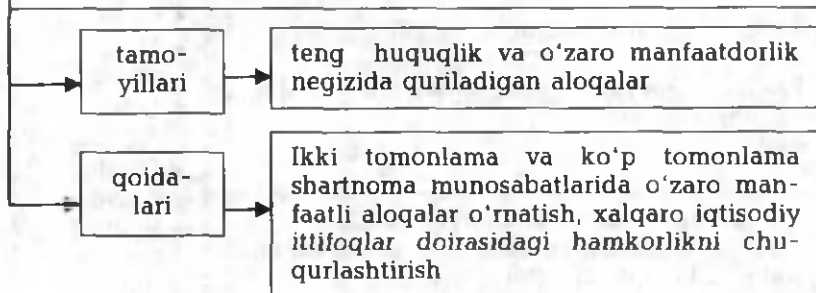 tamo-
yillari
teng huquqlik va o‘zaro manfaatdorlik
negizida quriladigan aloqalar
qoida-
lari
Ikki tomonlama va ko‘p tomonlama
shartnoma munosabatlarida o‘zaro man-
faatli aloqalar o‘rnatish, xalqaro iqtisodiy
ittifoqlar doirasidagi hamkorlikni chu-
qurlashtirish